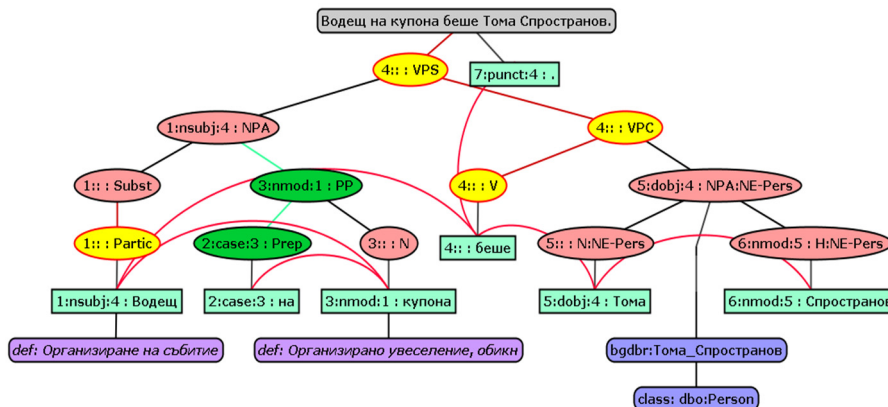 Водещ на купона беше Тома Спространов.
4:: : VPS
7:punct:4 : .
1:nsubj:4 : NPA
4:: : VPC
1:: : Subst
3:nmod:1 : PP
4:: : V
5:dobj:4 : NPA:NE-Pers
1:: : Partic
2:case:3 : Prep
3:: : N
4:: : беше
5:: : N:NE-Pers
6:nmod:5 : H:NE-Pers
1:nsubj:4 : Водещ
2:case:3 : на
3:nmod:1 : купона
5:dobj:4 : Тома
6:nmod:5 : Спространов
def: Организиране на събитие
def: Организирано увеселение, обикн
bgdbr:Тома_Спространов
class: dbo:Person